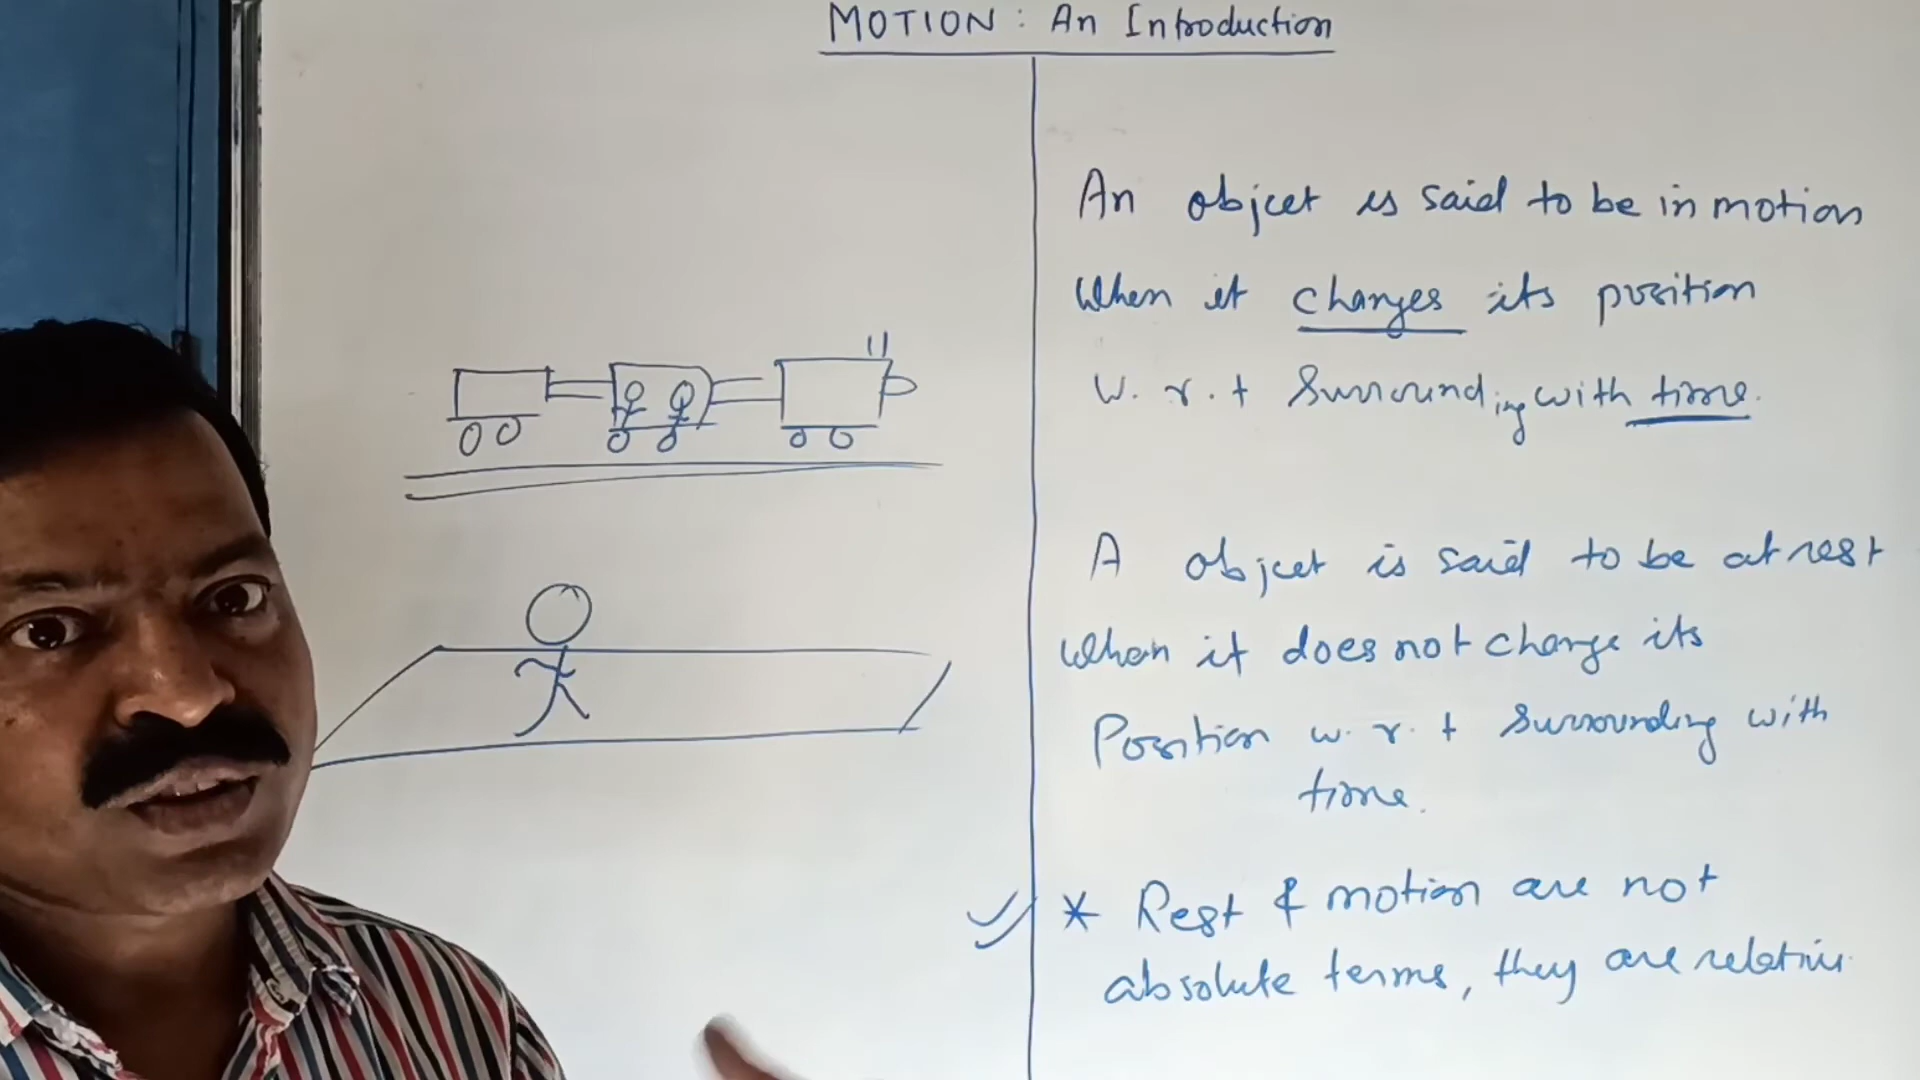 MOTION : An Introduction
An object is said to be in motion
When it changes its position
w. r. t Surrounding with time.
A object is said to be at rest
When it does not change its
Position w. r. t Surrounding with
time.
* Rest & motion are not
absolute terms, they are relative.